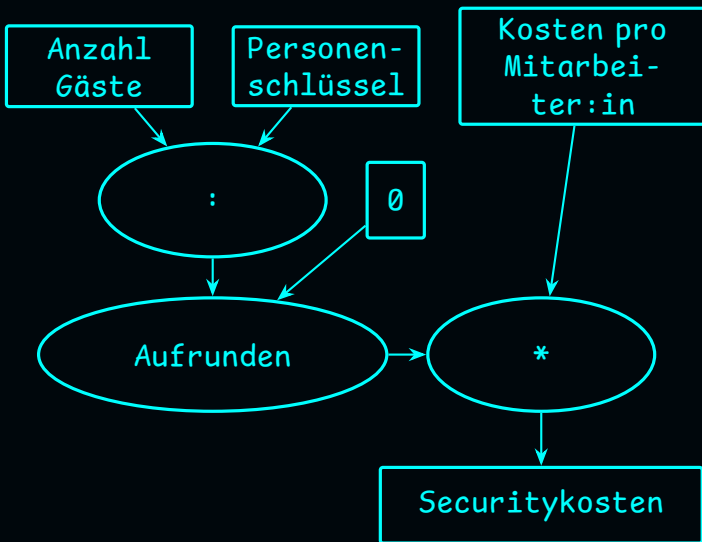 Anzahl
Gäste
Personen-
schlüssel
Kosten pro
Mitarbei-
ter:in
:
0
Aufrunden
*
Securitykosten